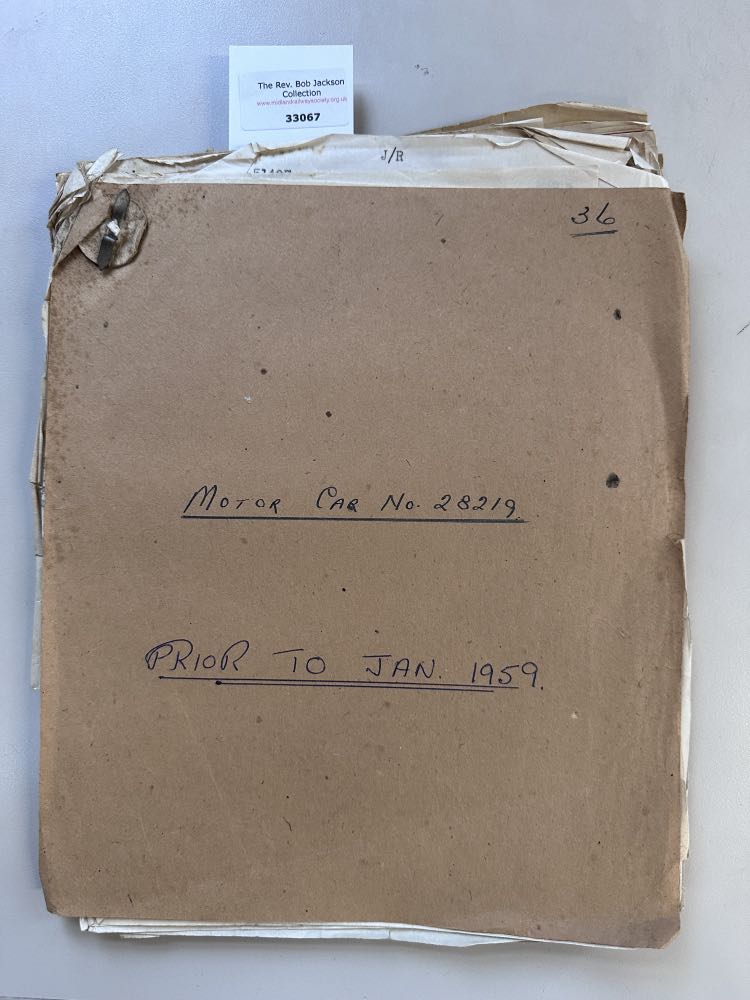 The Rev. Bob Jackson
Collection
www.midlandrailwaysociety.org.uk
33067
J/R
36
MOTOR CAR No. 28219.
PRIOR TO JAN. 1959.